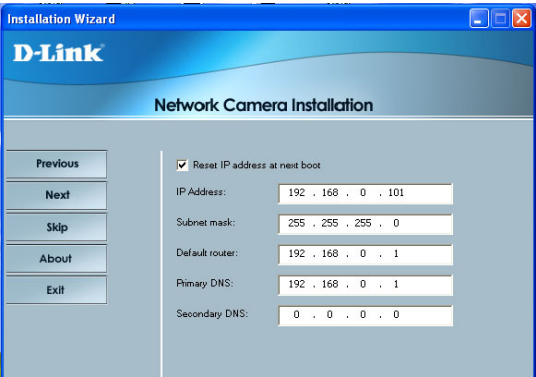 Installation Wizard
D-Link
Network Camera Installation
Previous
Next
Skip
About
Exit
Reset IP address at next boot
IP Address: 192 . 168 . 0 . 101
Subnet mask: 255 . 255 . 255 . 0
Default router: 192 . 168 . 0 . 1
Primary DNS: 192 . 168 . 0 . 1
Secondary DNS: 0 . 0 . 0 . 0